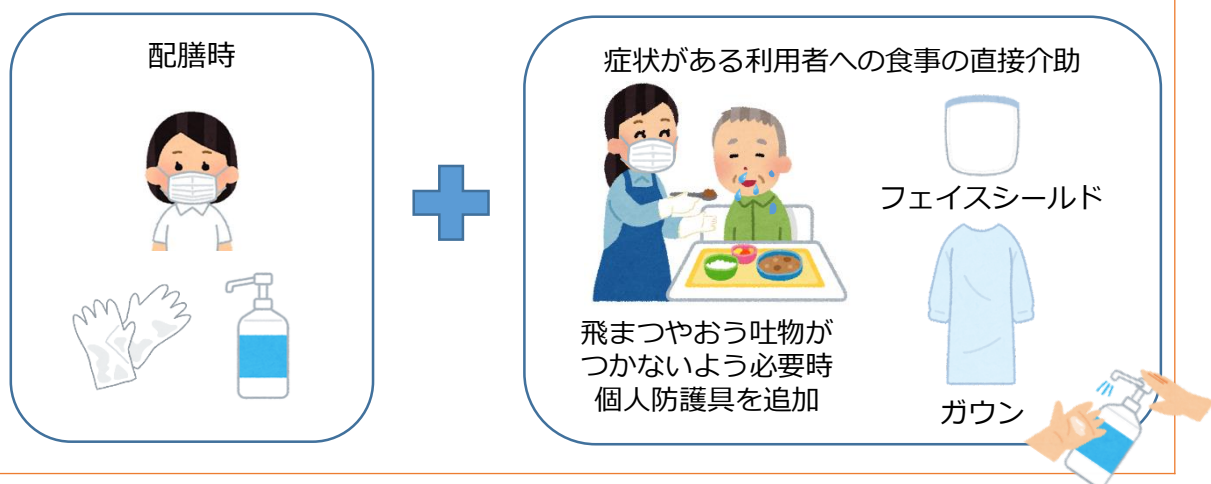 配膳時
症状がある利用者への食事の直接介助
フェイスシールド
飛まつやおう吐物が
つかないよう必要時
個人防護具を追加
ガウン